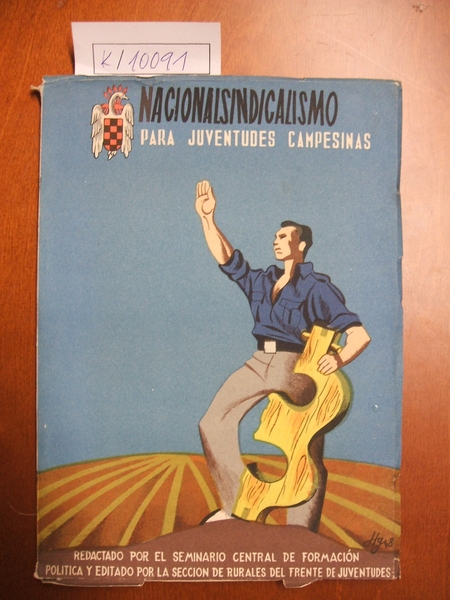 K/10091
NACIONALSINDICALISMO
PARA JUVENTUDES CAMPESINAS
REDACTADO POR EL SEMINARIO CENTRAL DE FORMACIÓN
POLITICA Y EDITADO POR LA SECCION DE RURALES DEL FRENTE DE JUVENTUDES